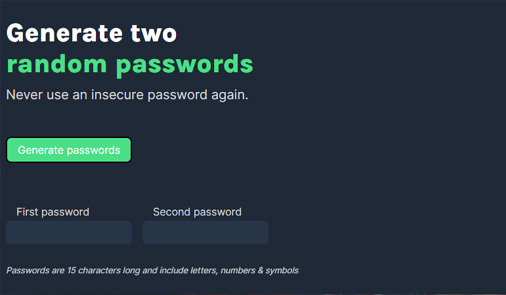 Generate two
random passwords
Never use an insecure password again.
Generate passwords
First password
Second password
Passwords are 15 characters long and include letters, numbers & symbols